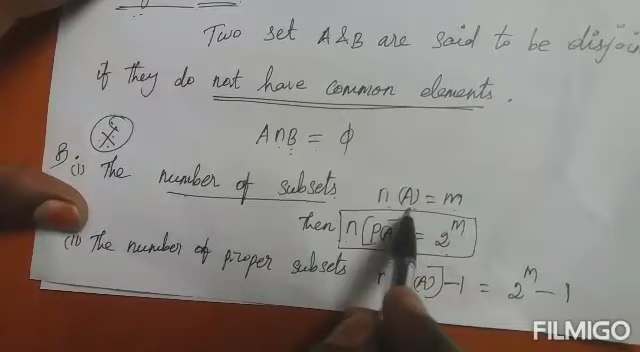 Two set A&B are said to be
if they do not have common elements.
A∩B = ϕ
B. (i) The number of subsets n(A) = m
then n[P(A)] = 2^m
(ii) The number of proper subsets (A)]-1 = 2^m - 1
FILMIGO